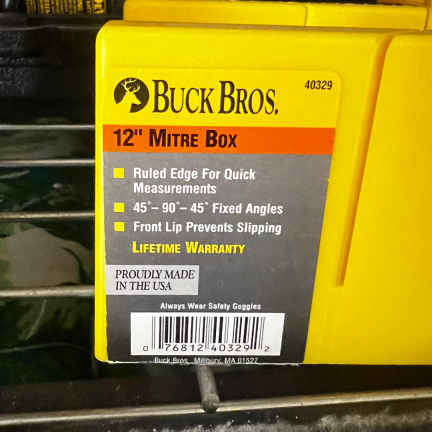 BUCK BROS.
40329
12" MITRE BOX
Ruled Edge For Quick
Measurements
45°- 90°- 45° Fixed Angles
Front Lip Prevents Slipping
LIFETIME WARRANTY
PROUDLY MADE
IN THE USA
Always Wear Safety Goggles
0 76812 40329 2
Buck Bros. Millbury, MA 01527